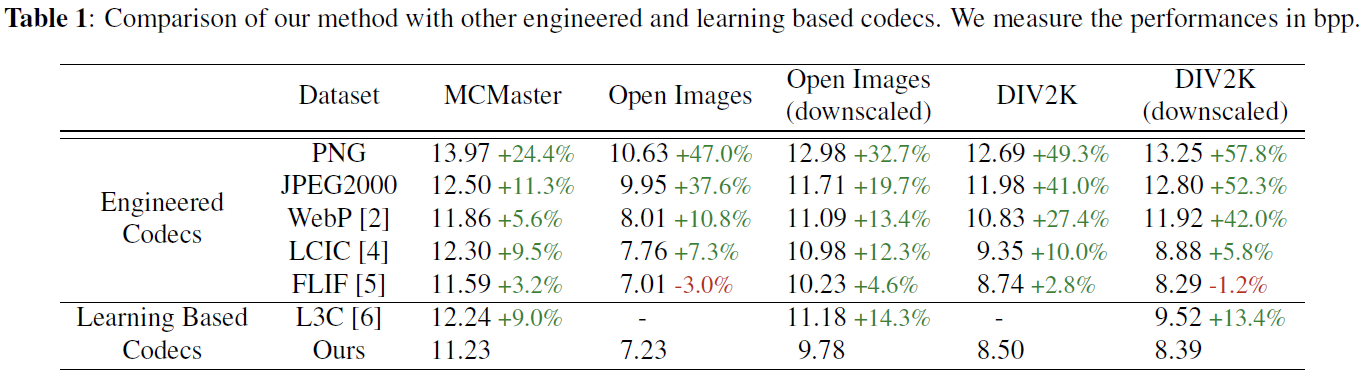 Table 1: Comparison of our method with other engineered and learning based codecs. We measure the performances in bpp.
Dataset MCMaster Open Images Open Images (downscaled) DIV2K DIV2K (downscaled)
Engineered Codecs
PNG 13.97 +24.4% 10.63 +47.0% 12.98 +32.7% 12.69 +49.3% 13.25 +57.8%
JPEG2000 12.50 +11.3% 9.95 +37.6% 11.71 +19.7% 11.98 +41.0% 12.80 +52.3%
WebP [2] 11.86 +5.6% 8.01 +10.8% 11.09 +13.4% 10.83 +27.4% 11.92 +42.0%
LCIC [4] 12.30 +9.5% 7.76 +7.3% 10.98 +12.3% 9.35 +10.0% 8.88 +5.8%
FLIF [5] 11.59 +3.2% 7.01 -3.0% 10.23 +4.6% 8.74 +2.8% 8.29 -1.2%
Learning Based Codecs
L3C [6] 12.24 +9.0% - 11.18 +14.3% - 9.52 +13.4%
Ours 11.23 7.23 9.78 8.50 8.39